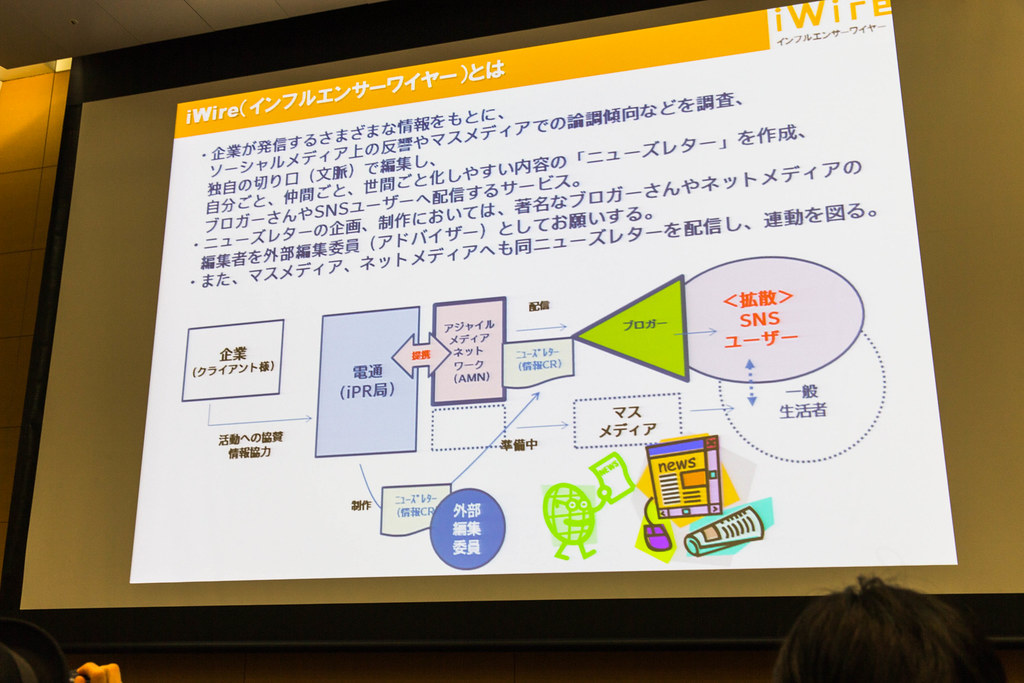 iWire
インフルエンサーワイヤー
iWire(インフルエンサーワイヤー)とは
・企業が発信するさまざまな情報をもとに、
ソーシャルメディア上の反響やマスメディアでの論調傾向などを調査、
独自の切り口（文脈）で編集し、
自分ごと、仲間ごと、世間ごと化しやすい内容の「ニューズレター」を作成、
ブロガーさんやSNSユーザーへ配信するサービス。
・ニューズレターの企画、制作においては、著名なブロガーさんやネットメディアの
編集者を外部編集委員（アドバイザー）としてお願いする。
・また、マスメディア、ネットメディアへも同ニューズレターを配信し、連動を図る。
企業
(クライアント様)
電通
(iPR局)
提携
アジャイル
メディア
ネット
ワーク
(AMN)
配信
ニューズレター
(情報CR)
ブロガー
＜拡散＞
SNS
ユーザー
一般
生活者
活動への協賛
情報協力
準備中
マス
メディア
制作
ニューズレター
(情報CR
外部
編集
委員
NEWS
news